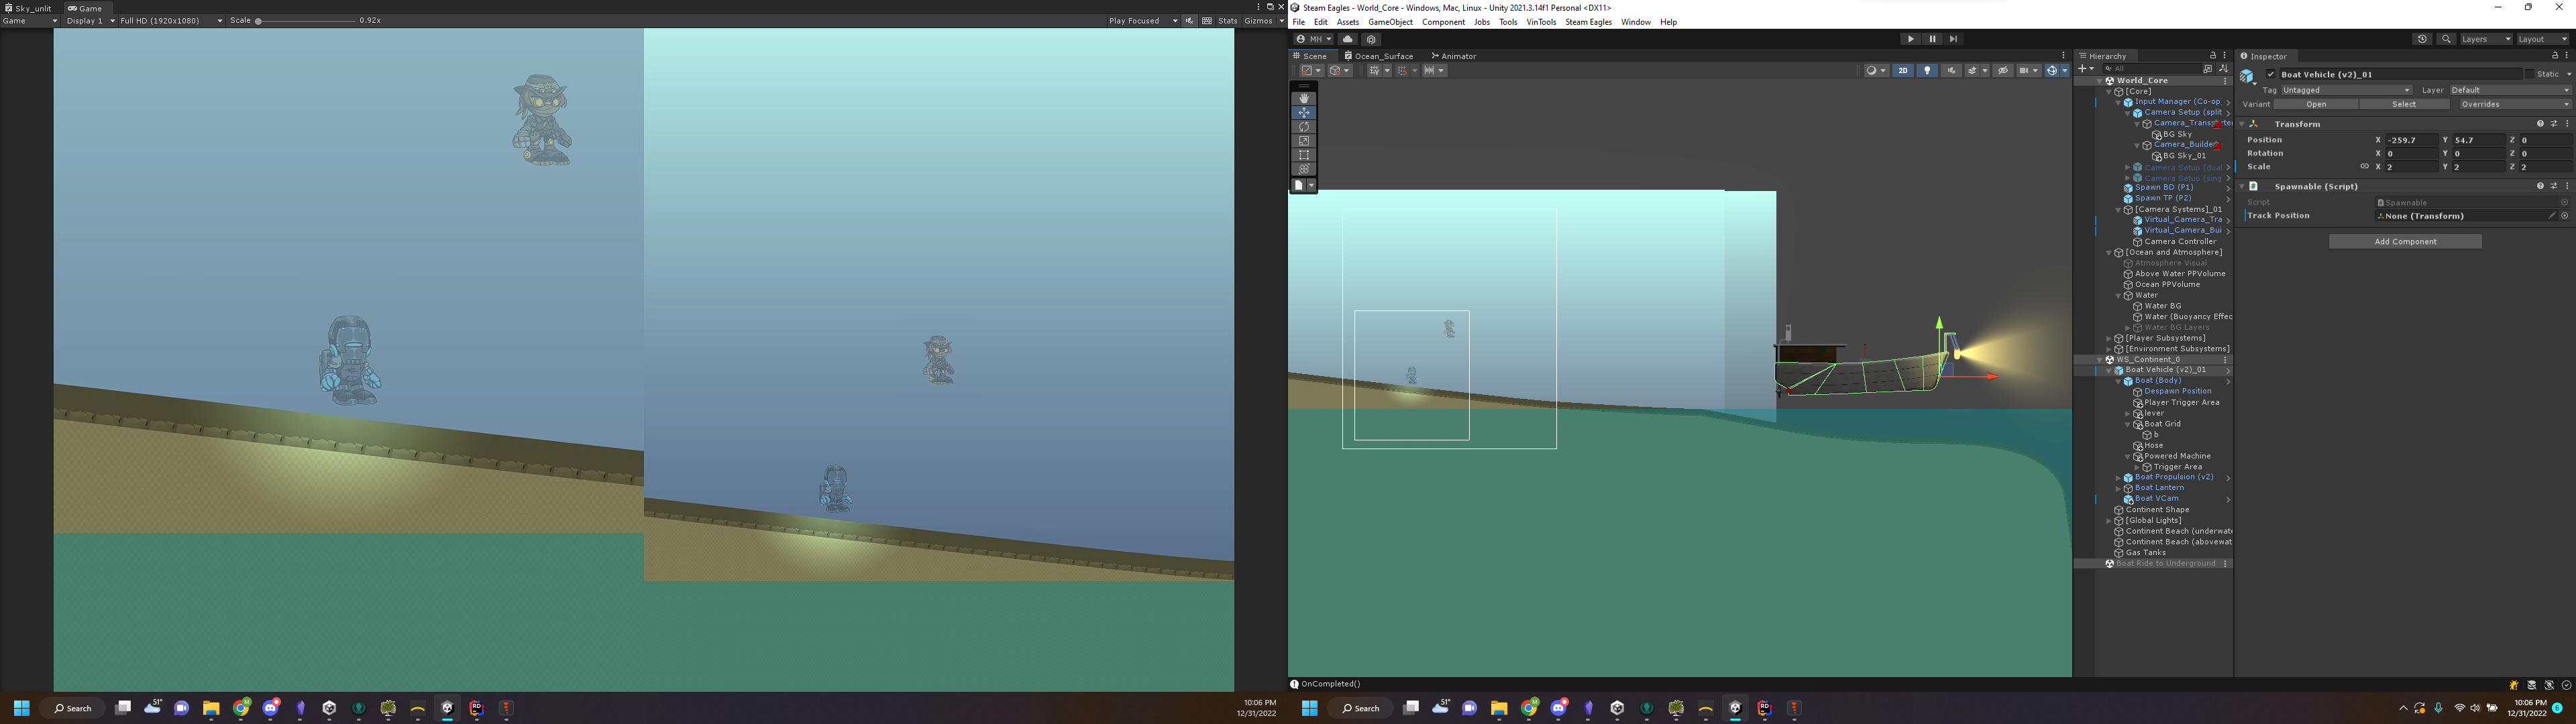 Sky_unlit
Game
Game
Display 1
Full HD (1920x1080)
Scale
0.92x
Play Focused
Stats
Gizmos
Steam Eagles - World_Core - Windows, Mac, Linux - Unity 2021.3.14f1 Personal <DX11>
File Edit Assets GameObject Component Jobs Tools VinTools Steam Eagles Window Help
MH
Layers
Layout
Scene
Ocean_Surface
Animator
2D
Hierarchy
All
World_Core
[Core]
Input Manager (Co-op
Camera Setup (split
BG Sky
Camera_Builde
BG Sky_01
Camera Setup (dual
Camera Setup (sing
Spawn BD (P1)
Spawn TP (P2)
[Camera Systems]_01
Virtual_Camera_Tra
Virtual_Camera_Bui
Camera Controller
[Ocean and Atmosphere]
Atmosphere Visual
Above Water PPVolume
Ocean PPVolume
Water
Water BG
Water (Buoyancy Effec
Water BG Layers
[Player Subsystems]
[Environment Subsystems]
WS_Continent_0
Boat Vehicle (v2)_01
Boat (Body)
Despawn Position
Player Trigger Area
lever
Boat Grid
b
Hose
Powered Machine
Trigger Area
Boat Propulsion (v2)
Boat Lantern
Boat VCam
Continent Shape
[Global Lights]
Continent Beach (underwate
Continent Beach (abovewat
Gas Tanks
Boat Ride to Underground
Inspector
Boat Vehicle (v2)_01
Static
Tag Untagged Layer Default
Variant Open Select Overrides
Transform
Position X -259.7 Y 54.7 Z 0
Rotation X 0 Y 0 Z 0
Scale X 2 Y 2 Z 2
Spawnable (Script)
Script Spawnable
Track Position None (Transform)
Add Component
OnCompleted()
Search
51°
10:06 PM
12/31/2022
Search
51°
10:06 PM
12/31/2022
6